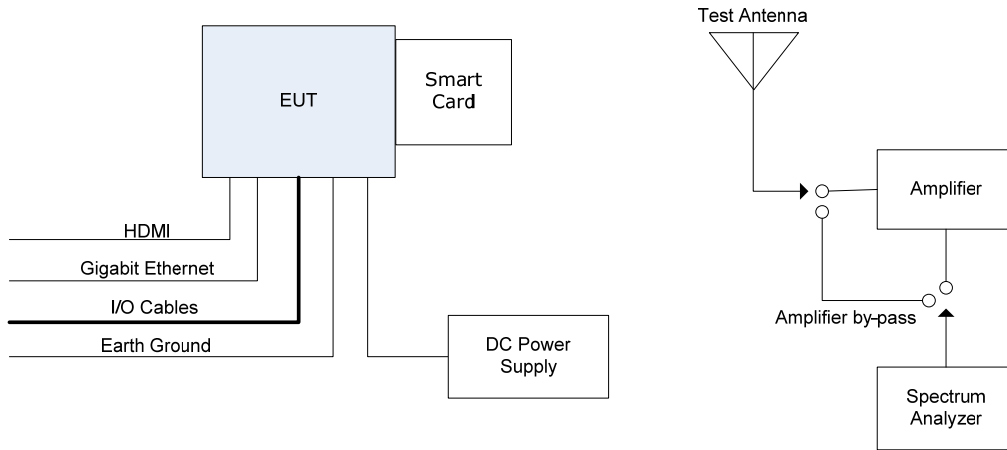 Test Antenna
EUT
Smart
Card
Amplifier
HDMI
Gigabit Ethernet
I/O Cables
Earth Ground
Amplifier by-pass
DC Power
Supply
Spectrum
Analyzer